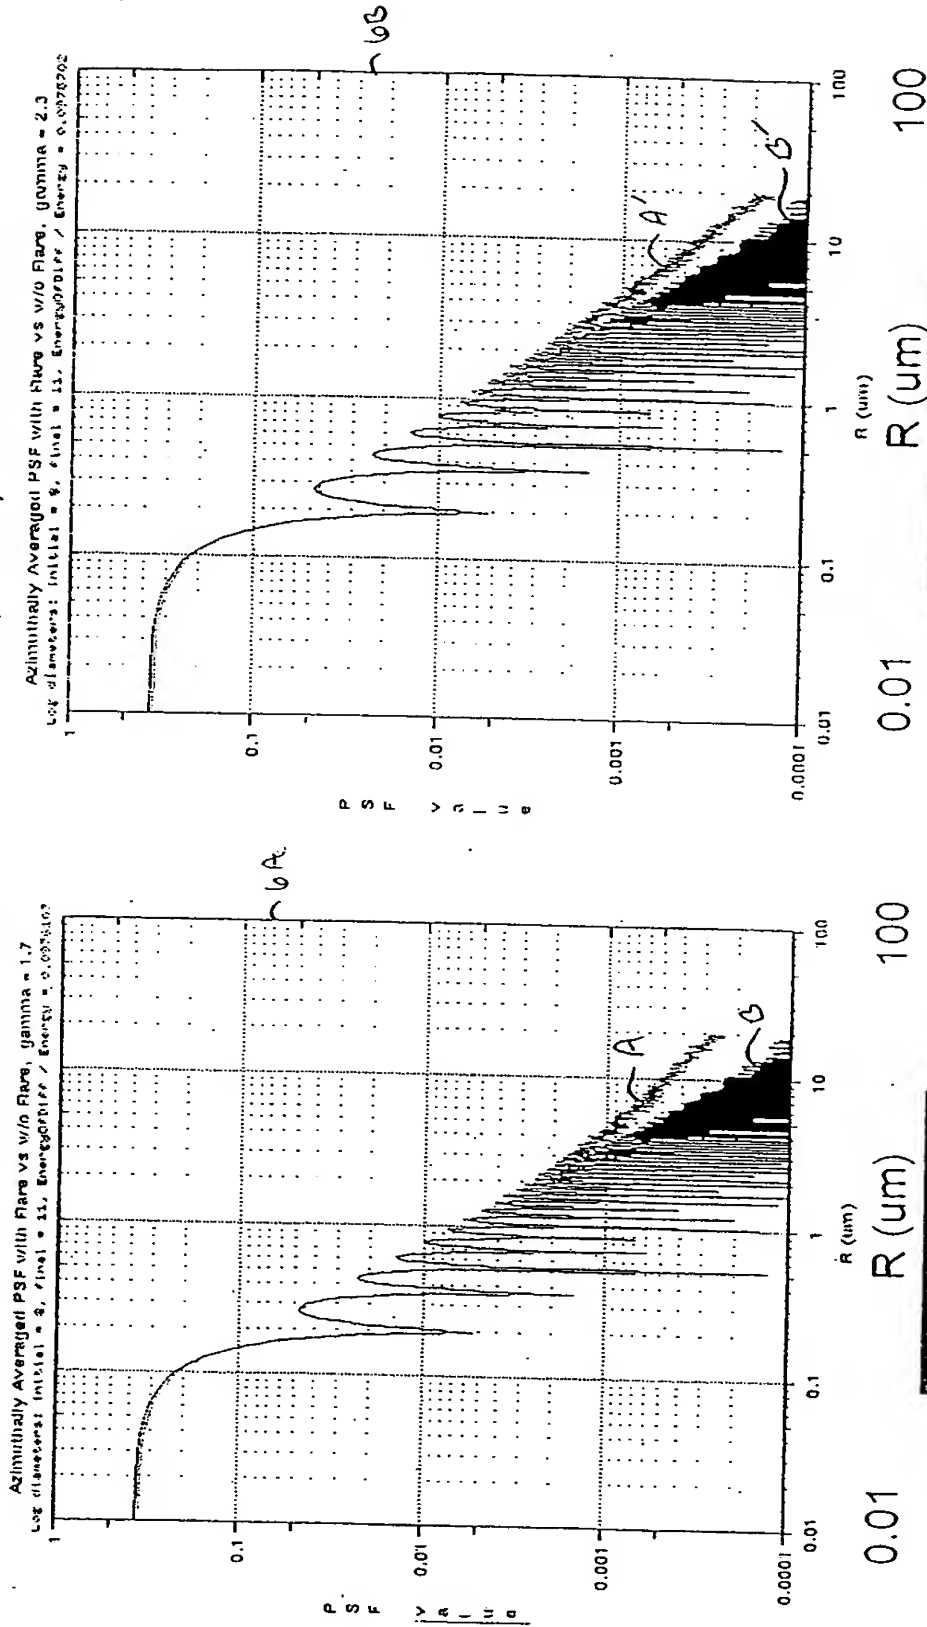 Azimuthally Averaged PSF with Flare vs w/o Flare, gamma = 1.7
Log diameters: initial = 8, final = 11, EnergyOfDiff / Energy =
6A
1
0.1
0.01
0.001
0.0001
PSF value
A
B
0.01
0.1
1
10
100
R (um)
0.01
R (um)
100
Azimuthally Averaged PSF with Flare vs w/o Flare, gamma = 2.3
Log diameters: initial = 8, final = 11, EnergyOfDiff / Energy = 0.0978202
6B
1
0.1
0.01
0.001
0.0001
PSF value
A'
B'
0.01
0.1
1
10
100
R (um)
0.01
R (um)
100